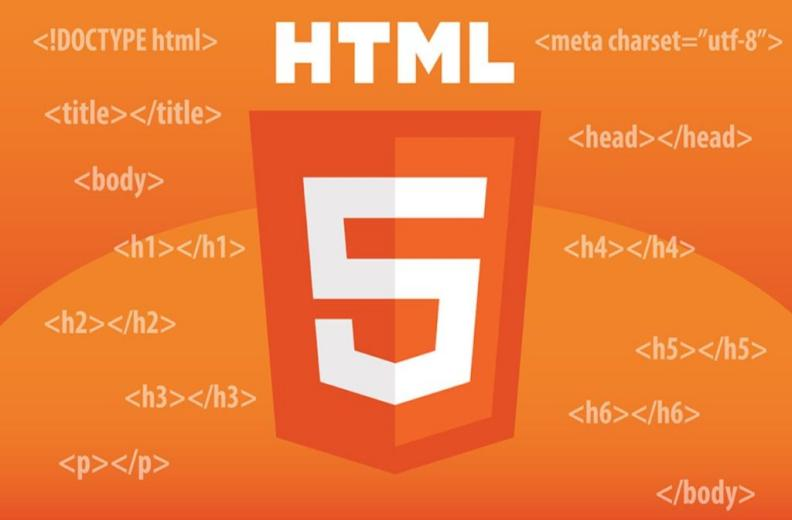 HTML
5
<!DOCTYPE html>
<title></title>
<body>
<h1></h1>
<h2></h2>
<h3></h3>
<p></p>
<meta charset="utf-8">
<head></head>
<h4></h4>
<h5></h5>
<h6></h6>
</body>